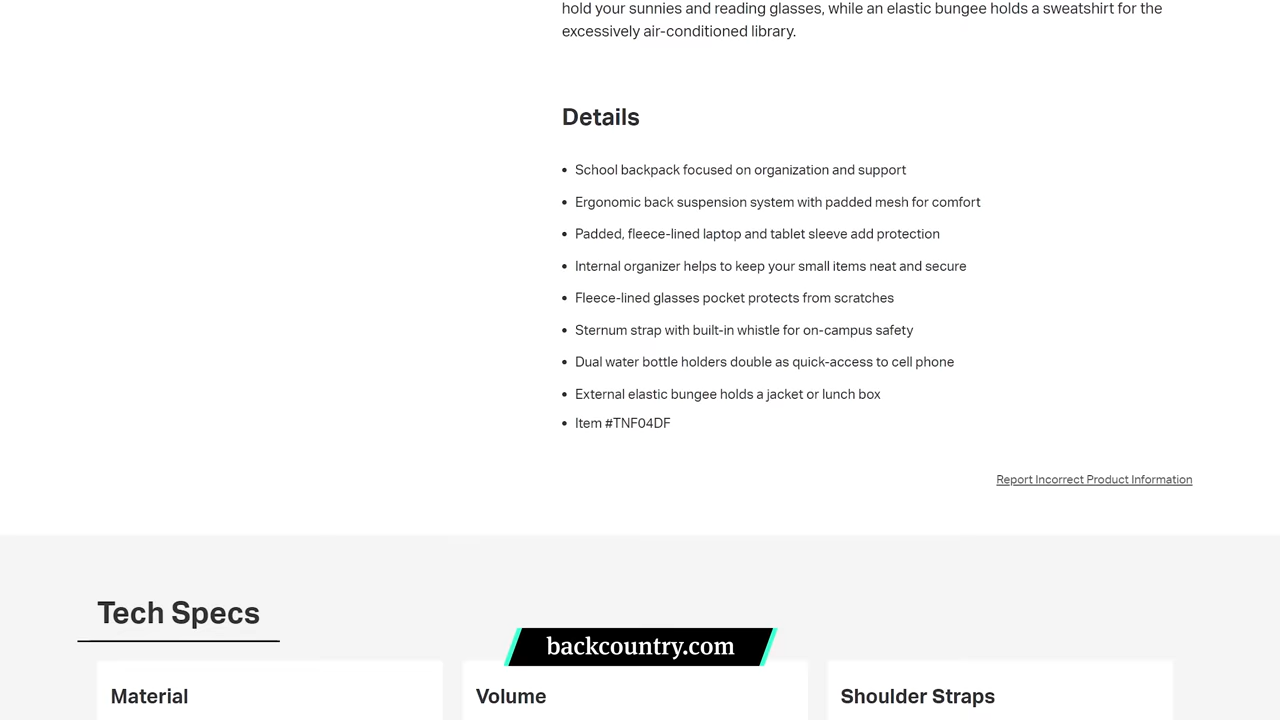 hold your sunnies and reading glasses, while an elastic bungee holds a sweatshirt for the
excessively air-conditioned library.
Details
• School backpack focused on organization and support
• Ergonomic back suspension system with padded mesh for comfort
• Padded, fleece-lined laptop and tablet sleeve add protection
• Internal organizer helps to keep your small items neat and secure
• Fleece-lined glasses pocket protects from scratches
• Sternum strap with built-in whistle for on-campus safety
• Dual water bottle holders double as quick-access to cell phone
• External elastic bungee holds a jacket or lunch box
• Item #TNF04DF
Report Incorrect Product Information
Tech Specs
backcountry.com
Material
Volume
Shoulder Straps